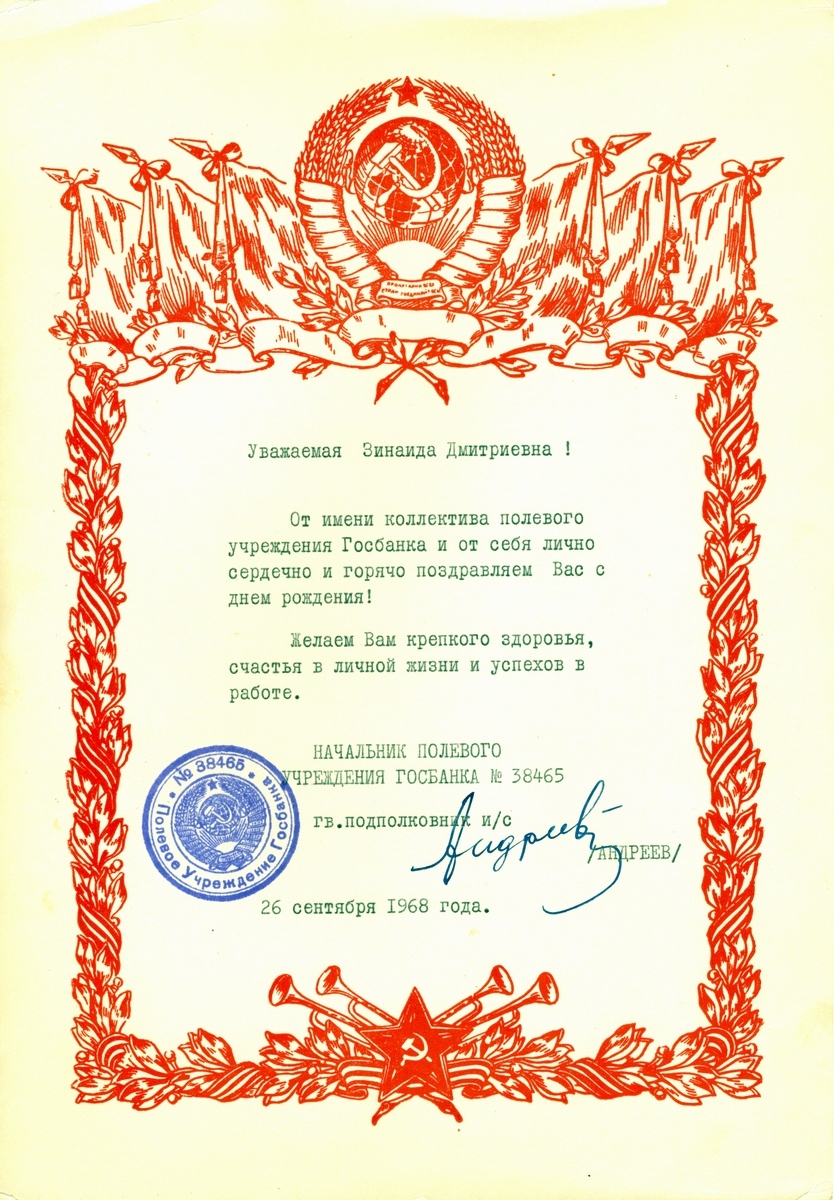 Уважаемая Зинаида Дмитриевна !
От имени коллектива полевого
учреждения Госбанка и от себя лично
сердечно и горячо поздравляем Вас с
днем рождения!
Желаем Вам крепкого здоровья,
счастья в личной жизни и успехов в
работе.
НАЧАЛЬНИК ПОЛЕВОГО
УЧРЕЖДЕНИЯ ГОСБАНКА № 38465
гв.подполковник и/с
Андреев
/АНДРЕЕВ/
26 сентября I968 года.
* № 38465 *
Полевое Учреждение Госбанка